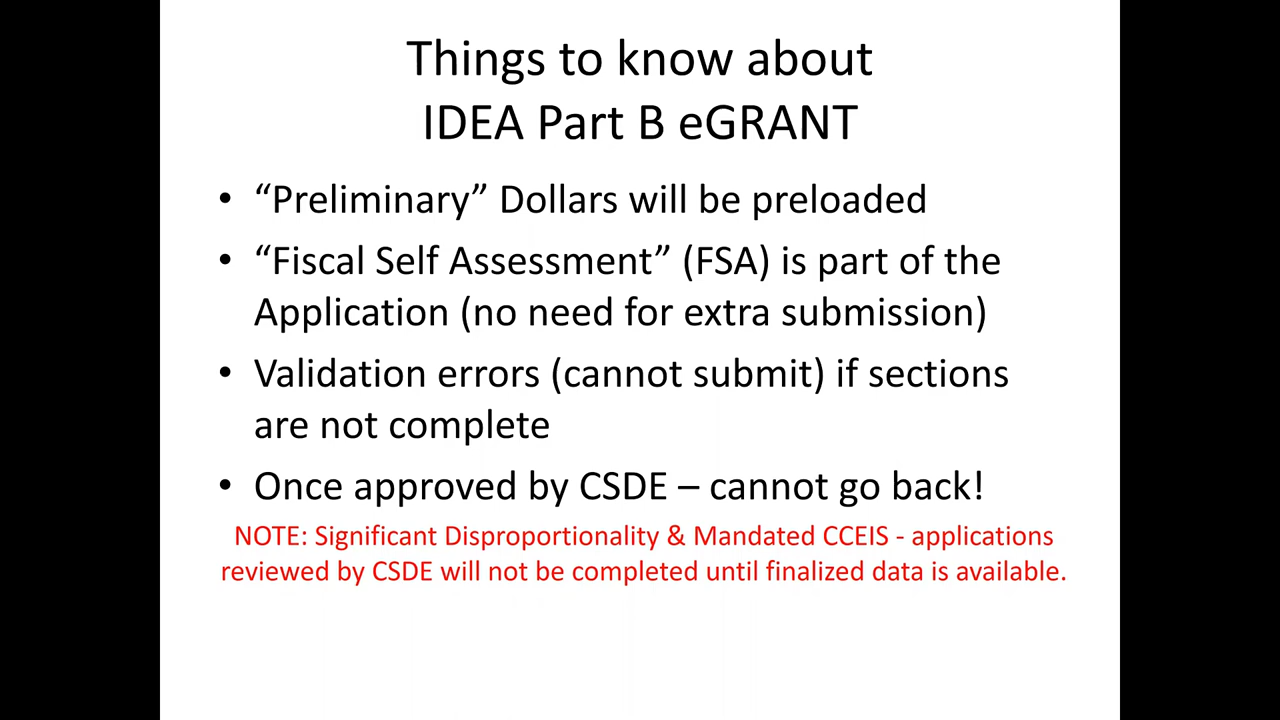 Things to know about
IDEA Part B eGRANT
• “Preliminary” Dollars will be preloaded
• “Fiscal Self Assessment” (FSA) is part of the
Application (no need for extra submission)
• Validation errors (cannot submit) if sections
are not complete
• Once approved by CSDE – cannot go back!
NOTE: Significant Disproportionality & Mandated CCEIS - applications
reviewed by CSDE will not be completed until finalized data is available.